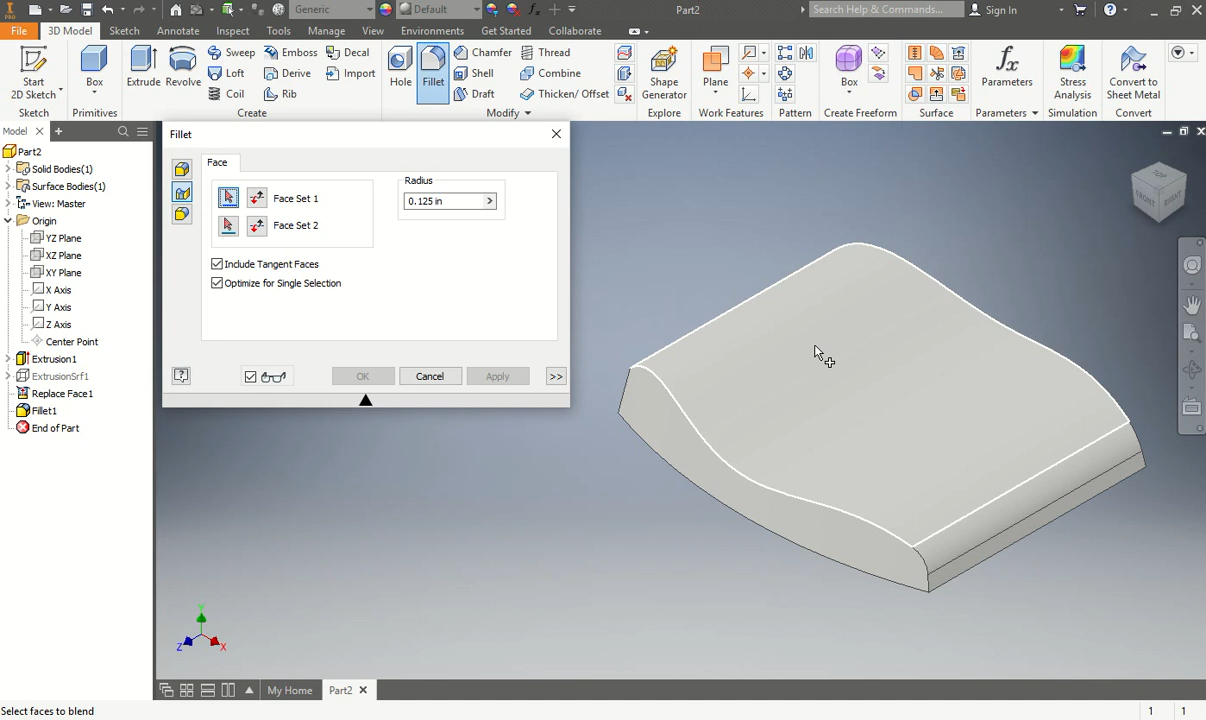 PRO
Generic
Default
Part2
Search Help & Commands...
Sign In
File
3D Model
Sketch
Annotate
Inspect
Tools
Manage
View
Environments
Get Started
Collaborate
Start
2D Sketch
Sketch
Box
Primitives
Extrude
Revolve
Sweep
Loft
Coil
Emboss
Derive
Rib
Decal
Import
Create
Hole
Fillet
Chamfer
Shell
Draft
Thread
Combine
Thicken/ Offset
Modify
Shape
Generator
Explore
Plane
Work Features
Pattern
Box
Create Freeform
Surface
fx
Parameters
Parameters
Stress
Analysis
Simulation
Convert to
Sheet Metal
Convert
Model
Part2
Solid Bodies(1)
Surface Bodies(1)
View: Master
Origin
YZ Plane
XZ Plane
XY Plane
X Axis
Y Axis
Z Axis
Center Point
Extrusion1
ExtrusionSrf1
Replace Face1
Fillet1
End of Part
Fillet
Face
Face Set 1
Face Set 2
Radius
0.125 in
Include Tangent Faces
Optimize for Single Selection
OK
Cancel
Apply
>>
TOP
FRONT
RIGHT
Y
Z
X
My Home
Part2
Select faces to blend
1
1